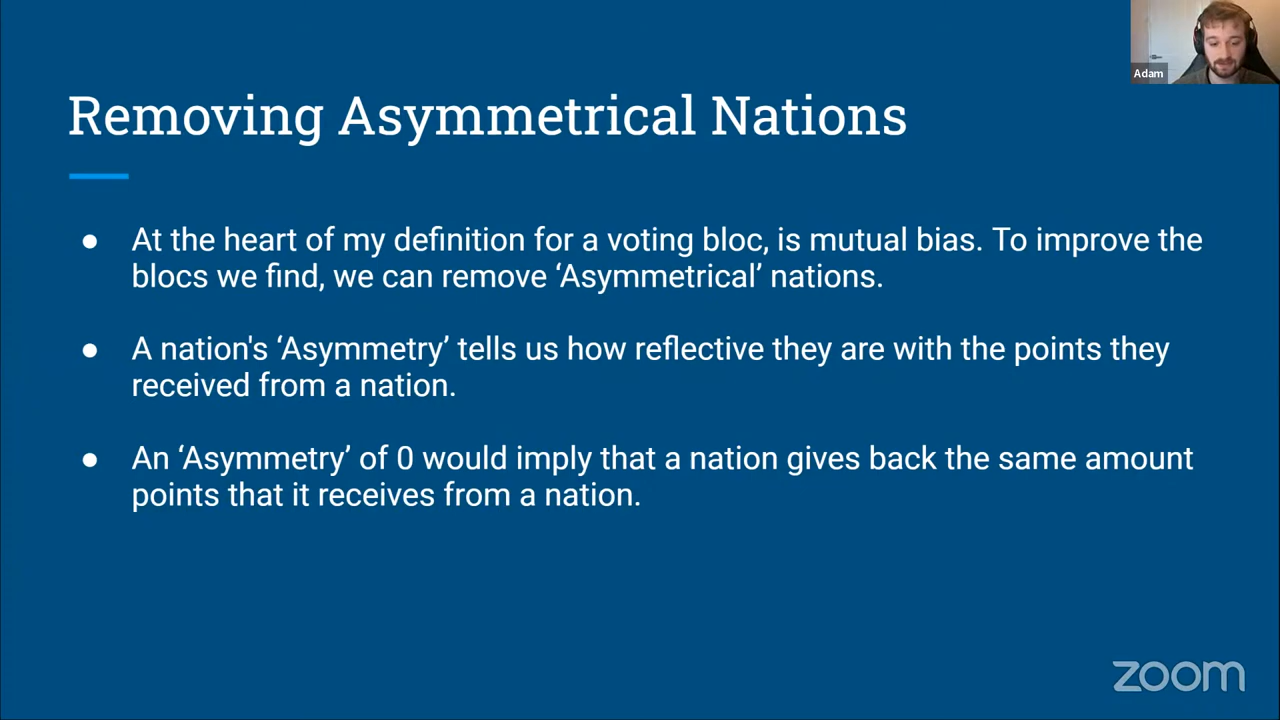 Adam
Removing Asymmetrical Nations
● At the heart of my definition for a voting bloc, is mutual bias. To improve the
blocs we find, we can remove ‘Asymmetrical’ nations.
● A nation's ‘Asymmetry’ tells us how reflective they are with the points they
received from a nation.
● An ‘Asymmetry’ of 0 would imply that a nation gives back the same amount
points that it receives from a nation.
zoom